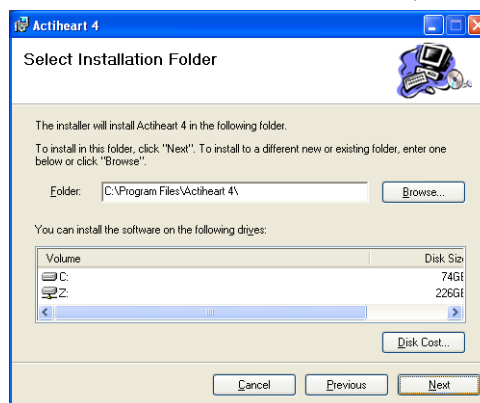 Actiheart 4
Select Installation Folder
The installer will install Actiheart 4 in the following folder.
To install in this folder, click "Next". To install to a different new or existing folder, enter one
below or click "Browse".
Folder: C:\Program Files\Actiheart 4\ Browse...
You can install the software on the following drives:
Volume Disk Size
C: 74GB
Z: 226GB
Disk Cost...
Cancel Previous Next